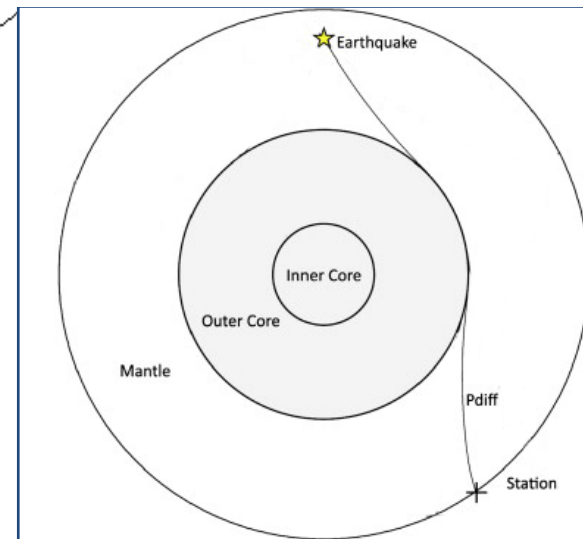 Earthquake
Inner Core
Outer Core
Mantle
Pdiff
Station